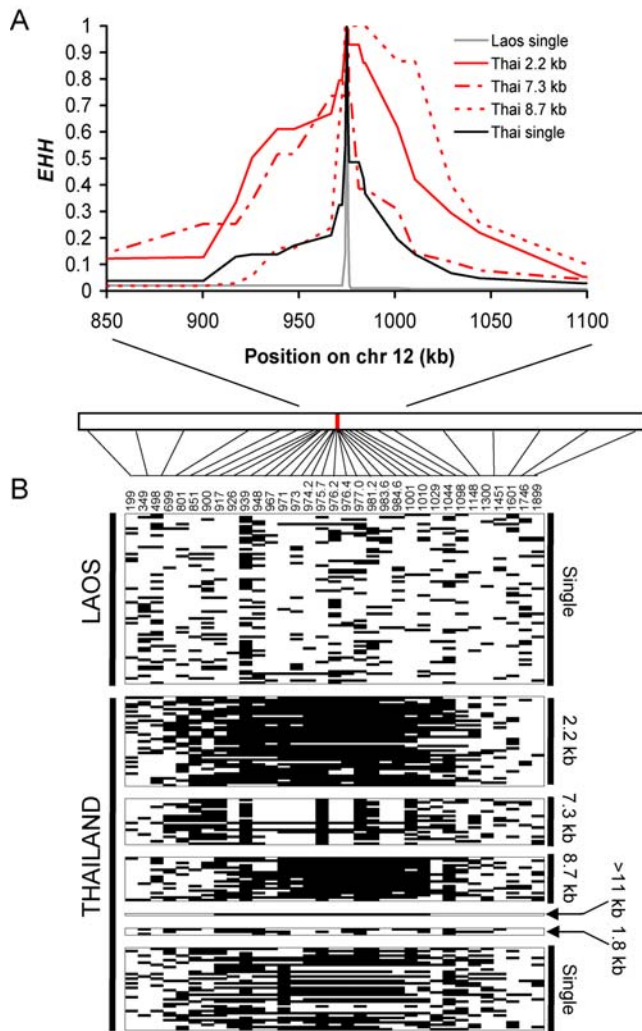 A
EHH
1
0.9
0.8
0.7
0.6
0.5
0.4
0.3
0.2
0.1
0
Laos single
Thai 2.2 kb
Thai 7.3 kb
Thai 8.7 kb
Thai single
850 900 950 1000 1050 1100
Position on chr 12 (kb)
B
199 349 498 699 801 851 900 917 926 939 948 967 971 973 974.2 975.7 976.2 976.4 977.0 981.2 983.6 984.6 1001 1010 1029 1044 1098 1148 1300 1451 1601 1746 1899
LAOS
Single
THAILAND
2.2 kb
7.3 kb
8.7 kb
>11 kb
1.8 kb
Single